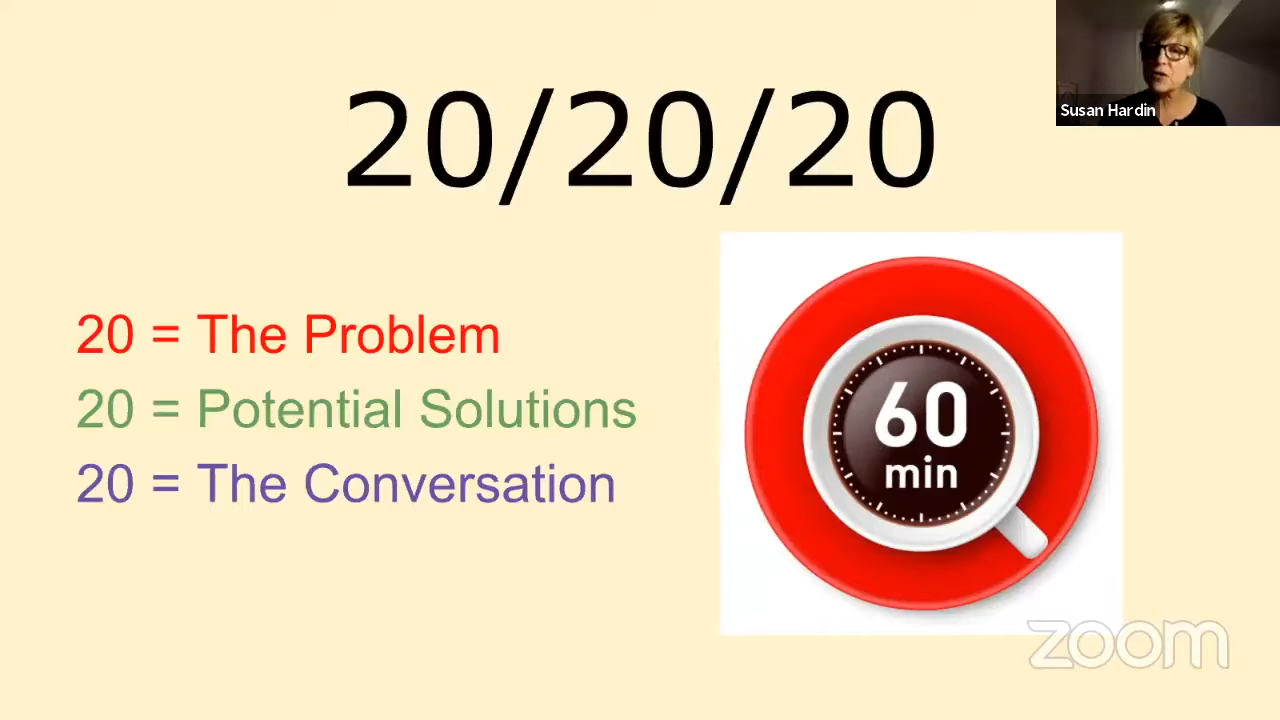 20/20/20
Susan Hardin
20 = The Problem
20 = Potential Solutions
20 = The Conversation
60
min
zoom